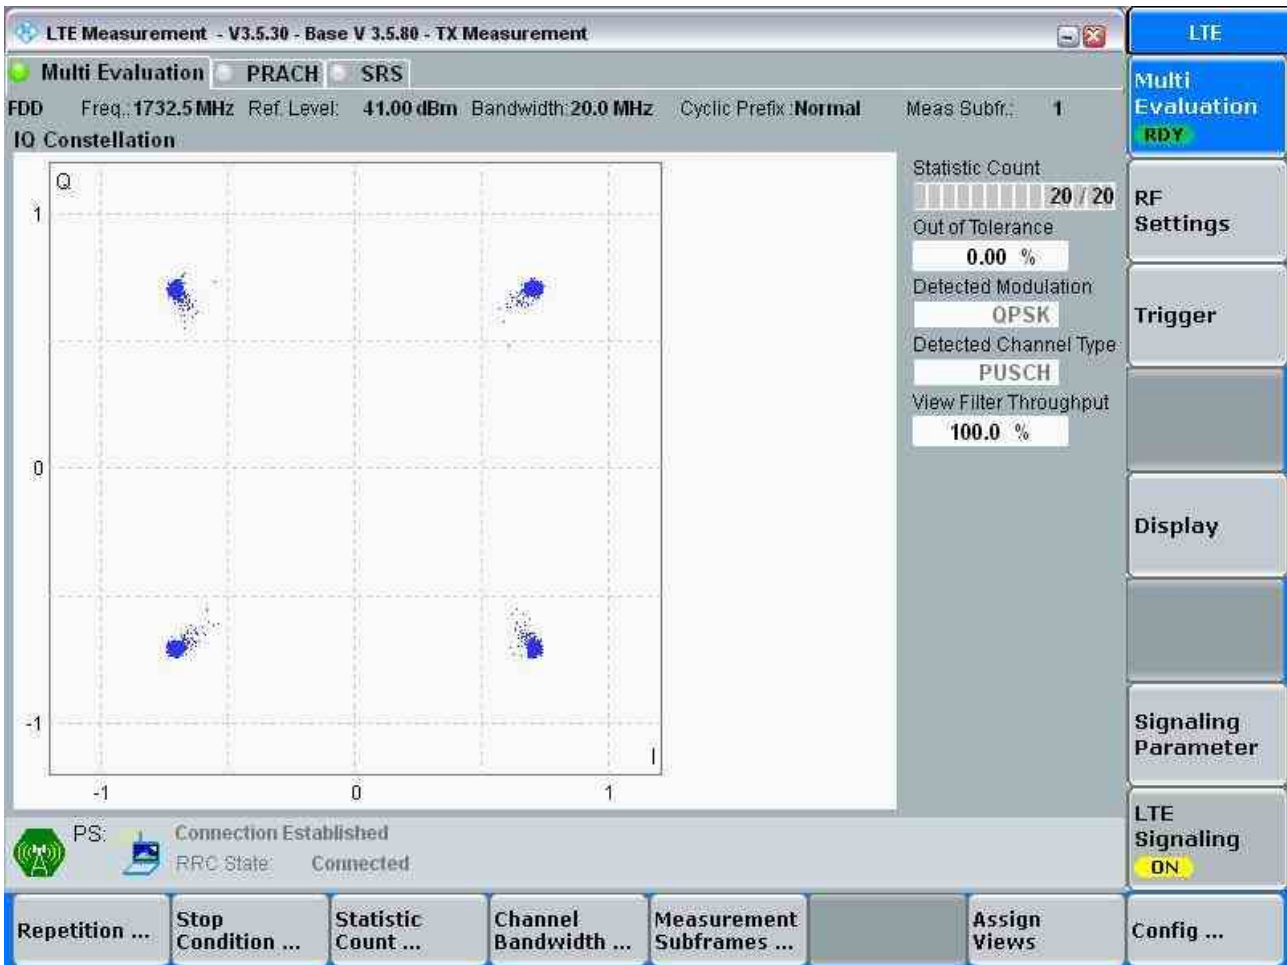 LTE Measurement - V3.5.30 - Base V 3.5.80 - TX Measurement
LTE
Multi Evaluation PRACH SRS
FDD Freq.: 1732.5 MHz Ref. Level: 41.00 dBm Bandwidth: 20.0 MHz Cyclic Prefix: Normal Meas Subfr.: 1
IQ Constellation
Q
1
0
-1
I
-1 0 1
Statistic Count
20 / 20
Out of Tolerance
0.00 %
Detected Modulation
QPSK
Detected Channel Type
PUSCH
View Filter Throughput
100.0 %
Multi
Evaluation
RDY
RF
Settings
Trigger
Display
Signaling
Parameter
LTE
Signaling
ON
PS: Connection Established
RRC State: Connected
Repetition ...
Stop
Condition ...
Statistic
Count ...
Channel
Bandwidth ...
Measurement
Subframes ...
Assign
Views
Config ...